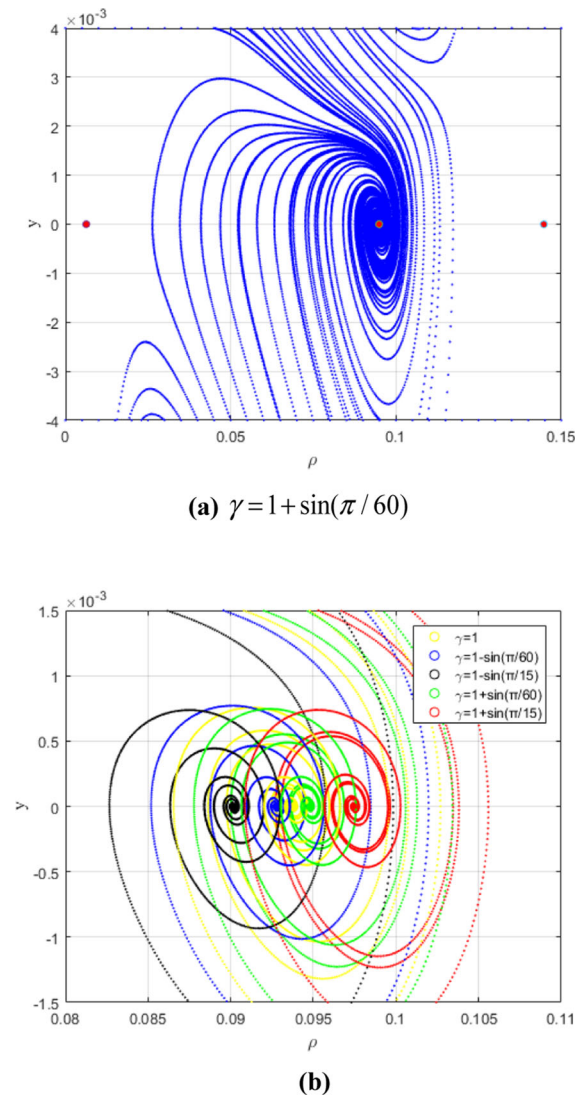 ×10⁻³
4
3
2
1
0
-1
-2
-3
-4
y
0 0.05 0.1 0.15
ρ
(a) γ = 1 + sin(π / 60)
×10⁻³
1.5
1
0.5
0
-0.5
-1
-1.5
y
γ=1
γ=1-sin(π/60)
γ=1-sin(π/15)
γ=1+sin(π/60)
γ=1+sin(π/15)
0.08 0.085 0.09 0.095 0.1 0.105 0.11
ρ
(b)